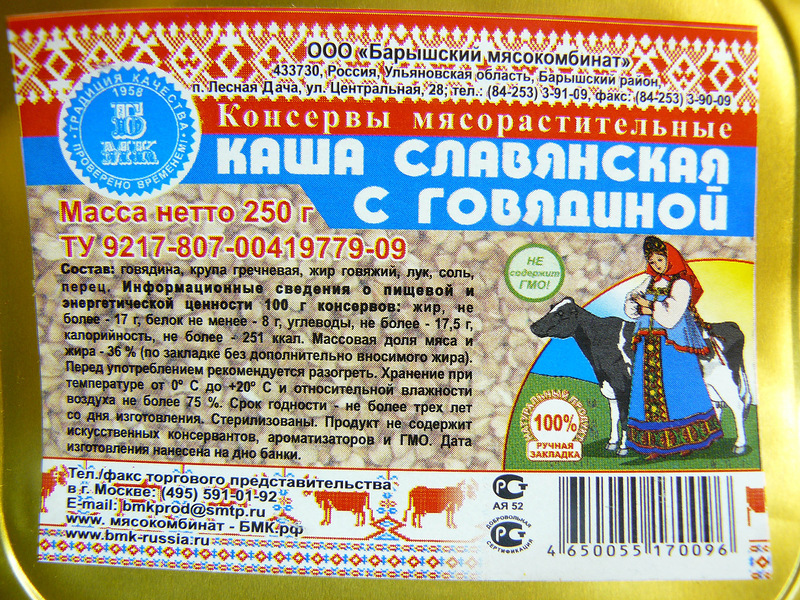 ООО «Барышский мясокомбинат»
433730, Россия, Ульяновская область, Барышский район,
п. Лесная Дача, ул. Центральная, 28; тел.: (84-253) 3-91-09, факс: (84-253) 3-90-09
ТРАДИЦИЯ КАЧЕСТВА
1958
Б
МК
ПРОВЕРЕНО ВРЕМЕНЕМ!
Консервы мясорастительные
КАША СЛАВЯНСКАЯ
С ГОВЯДИНОЙ
Масса нетто 250 г
ТУ 9217-807-00419779-09
Состав: говядина, крупа гречневая, жир говяжий, лук, соль,
перец. Информационные сведения о пищевой и
энергетической ценности 100 г консервов: жир, не
более - 17 г, белок не менее - 8 г, углеводы, не более - 17,5 г,
калорийность, не более - 251 ккал. Массовая доля мяса и
жира - 36 % (по закладке без дополнительно вносимого жира).
Перед употреблением рекомендуется разогреть. Хранение при
температуре от 0° С до +20° С и относительной влажности
воздуха не более 75 %. Срок годности - не более трех лет
со дня изготовления. Стерилизованы. Продукт не содержит
искусственных консервантов, ароматизаторов и ГМО. Дата
изготовления нанесена на дно банки.
НЕ
содержит
ГМО!
НАТУРАЛЬНЫЙ ПРОДУКТ
100%
РУЧНАЯ
ЗАКЛАДКА
Тел./факс торгового представительства
в г. Москве: (495) 591-01-92
E-mail: bmkprod@smtp.ru
www. мясокомбинат - БМК.рф
www.bmk-russia.ru
РСТ
АЯ 52
ДОБРОВОЛЬНАЯ
РСТ
СЕРТИФИКАЦИЯ
4 650055 170096